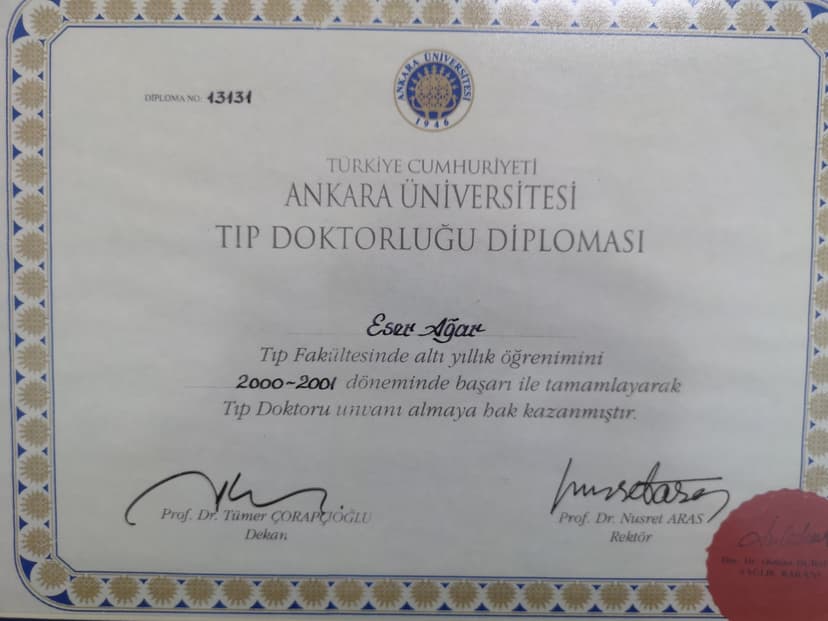 ANKARA ÜNİVERSİTESİ
1946
DİPLOMA NO: 13131
TÜRKİYE CUMHURİYETİ
ANKARA ÜNİVERSİTESİ
TIP DOKTORLUĞU DİPLOMASI
Eser Ağar
Tıp Fakültesinde altı yıllık öğrenimini
2000~2001 döneminde başarı ile tamamlayarak
Tıp Doktoru unvanı almaya hak kazanmıştır.
Prof. Dr. Tümer ÇORAPÇIOĞLU
Dekan
Prof. Dr. Nusret ARAS
Rektör
SAĞLIK BAKANI